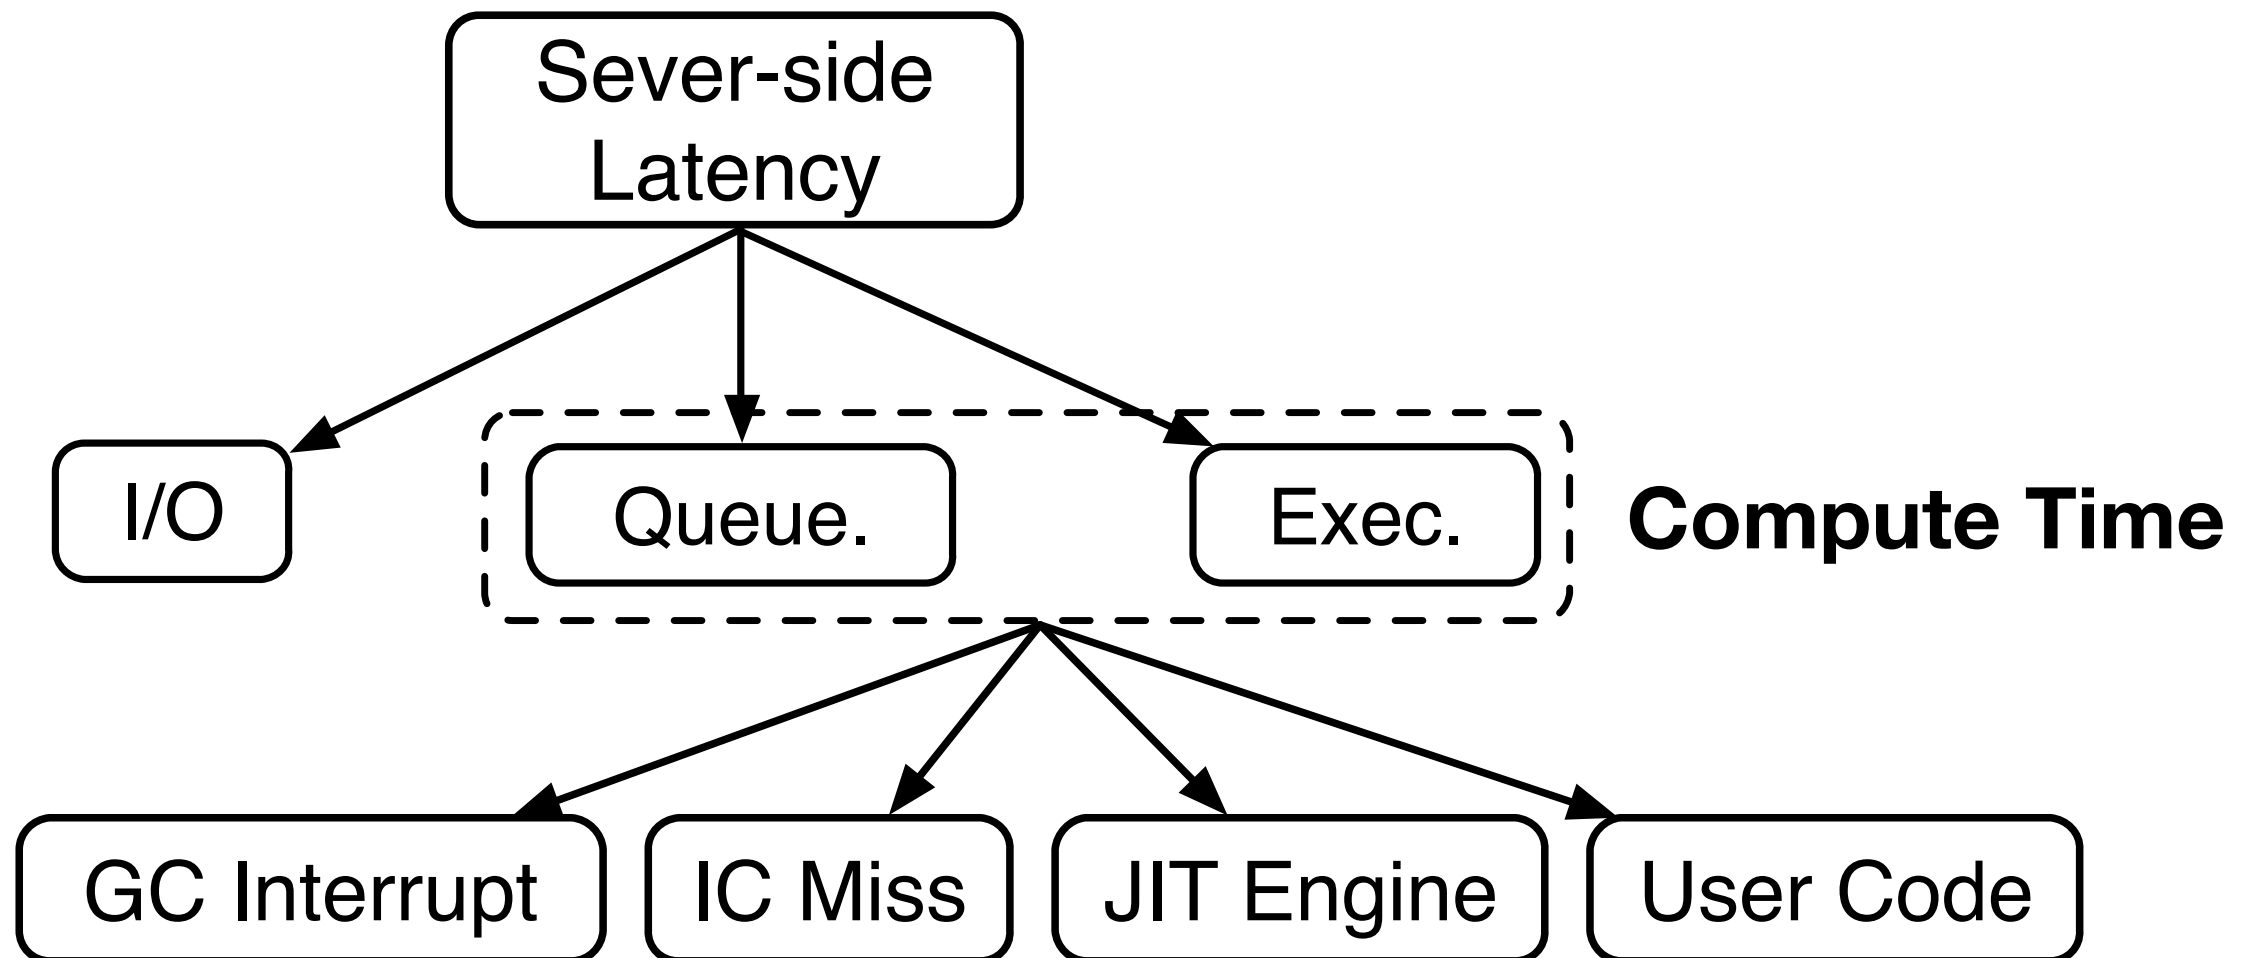 Sever-side
Latency
I/O
Queue.
Exec.
Compute Time
GC Interrupt
IC Miss
JIT Engine
User Code